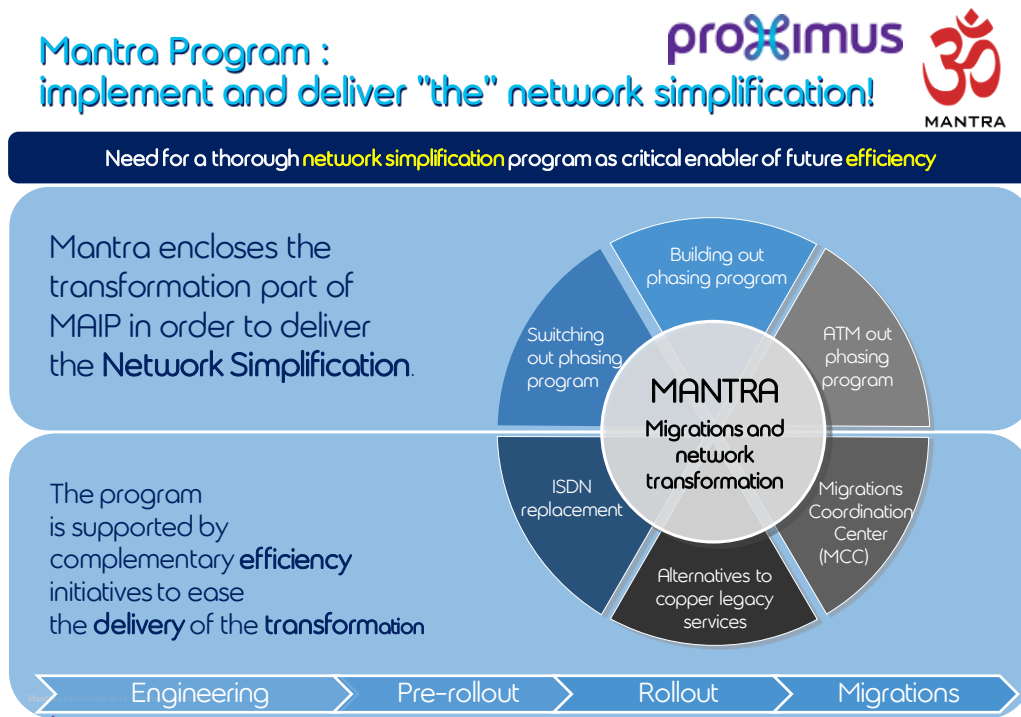 Mantra Program :
implement and deliver "the" network simplification!
proximus
ॐ
MANTRA
Need for a thorough network simplification program as critical enabler of future efficiency
Mantra encloses the
transformation part of
MAIP in order to deliver
the Network Simplification.
Building out
phasing program
Switching
out phasing
program
ATM out
phasing
program
MANTRA
Migrations and
network
transformation
ISDN
replacement
Migrations
Coordination
Center
(MCC)
Alternatives to
copper legacy
services
The program
is supported by
complementary efficiency
initiatives to ease
the delivery of the transformation
Engineering
Pre-rollout
Rollout
Migrations